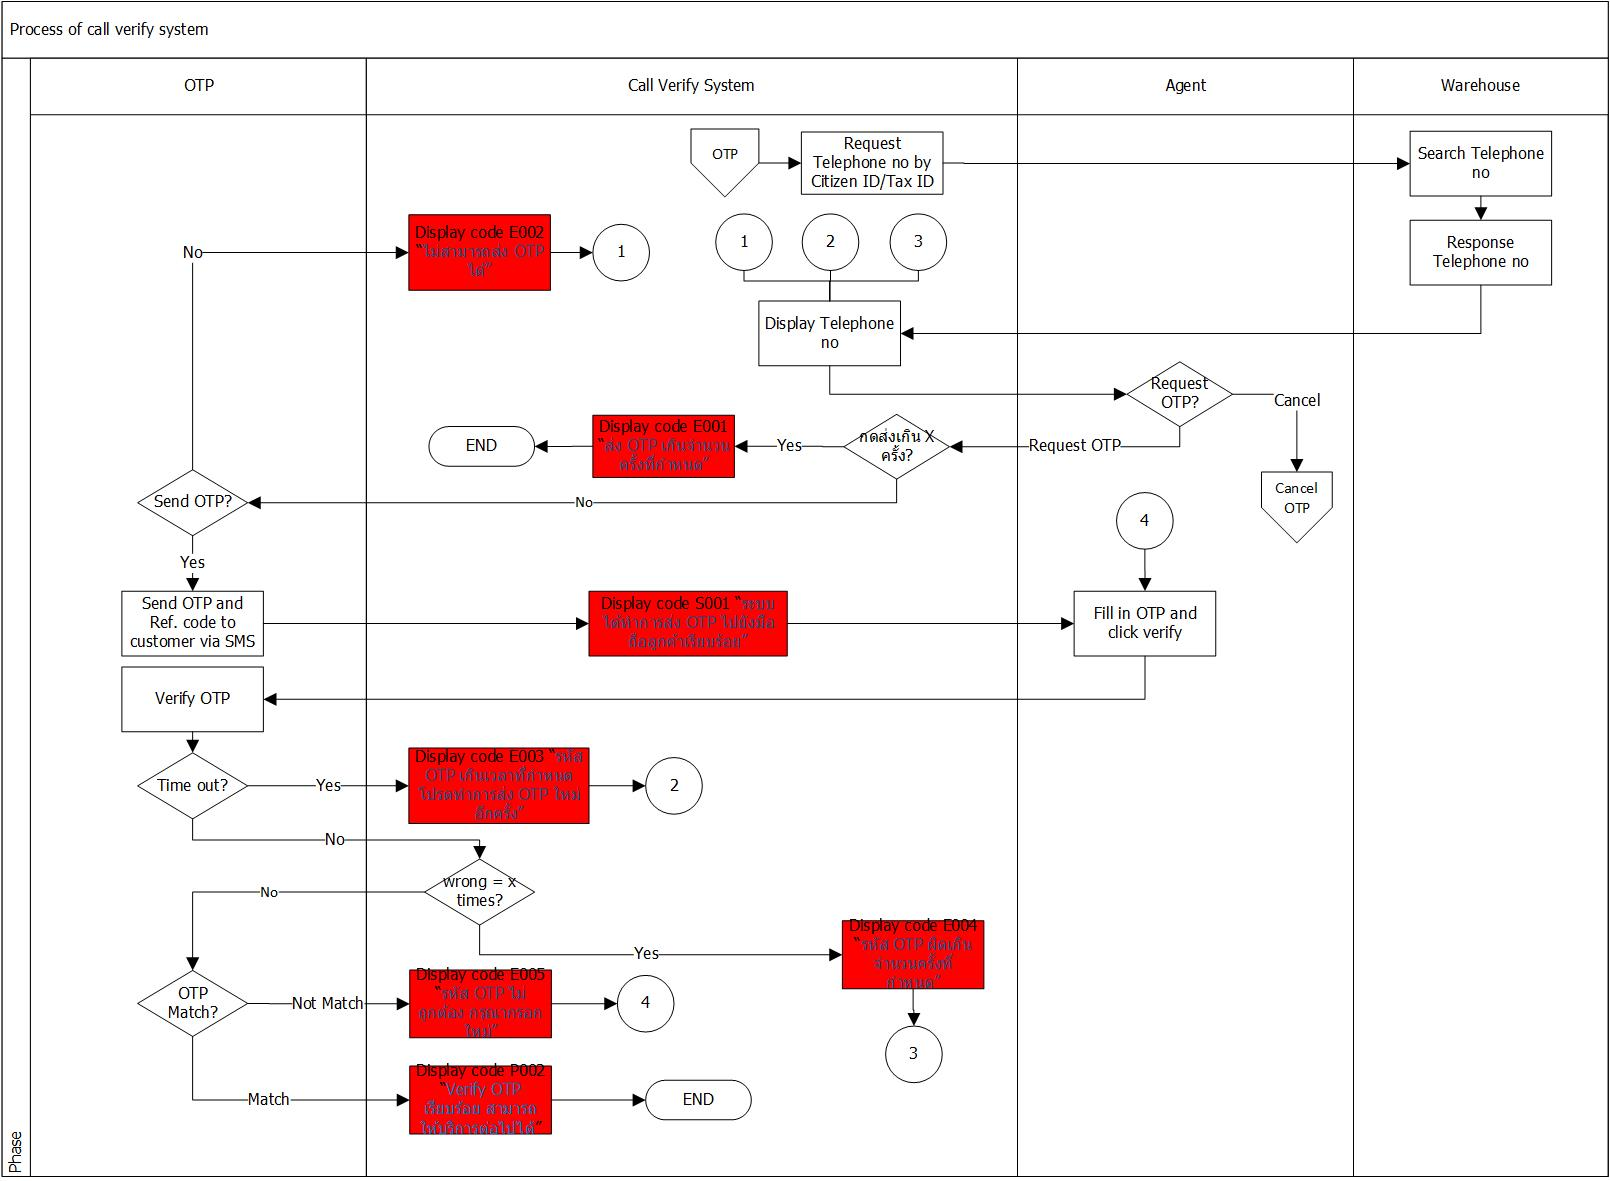 Process of call verify system
OTP
Call Verify System
Agent
Warehouse
OTP
Request
Telephone no by
Citizen ID/Tax ID
Search Telephone
no
No
Display code E002
“ไม่สามารถส่ง OTP
ได้”
1
1
2
3
Response
Telephone no
Display Telephone
no
Request
OTP?
Cancel
END
Display code E001
“ส่ง OTP เกินจำนวน
ครั้งที่กำหนด”
Yes
กดส่งเกิน X
ครั้ง?
Request OTP
Send OTP?
No
Cancel
OTP
4
Yes
Send OTP and
Ref. code to
customer via SMS
Display code S001 “ระบบ
ได้ทำการส่ง OTP ไปยังมือ
ถือลูกค้าเรียบร้อย”
Fill in OTP and
click verify
Verify OTP
Time out?
Yes
Display code E003 “รหัส
OTP เกินเวลาที่กำหนด
โปรดทำการส่ง OTP ใหม่
อีกครั้ง”
2
No
wrong = x
times?
No
Yes
Display code E004
“รหัส OTP ผิดเกิน
จำนวนครั้งที่
กำหนด”
OTP
Match?
Not Match
Display code E005
“รหัส OTP ไม่
ถูกต้อง กรุณากรอก
ใหม่”
4
3
Match
Display code P002
“Verify OTP
เรียบร้อย สามารถ
ให้บริการต่อไปได้”
END
Phase